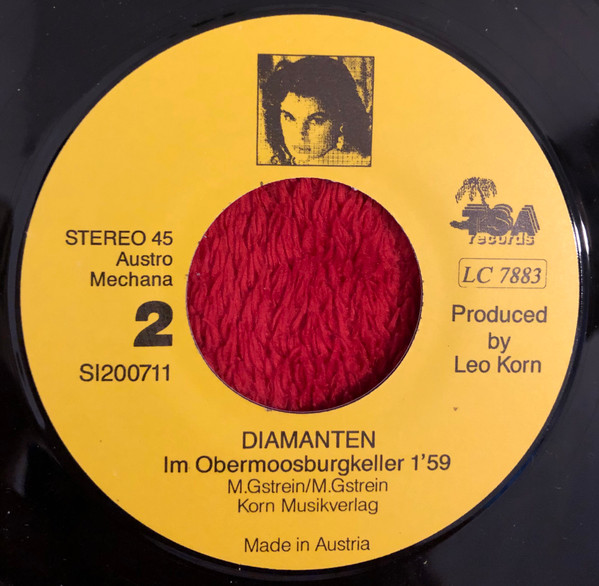 STEREO 45
Austro
Mechana
2
SI200711
TSA
records
LC 7883
Produced
by
Leo Korn
DIAMANTEN
Im Obermoosburgkeller 1'59
M.Gstrein/M.Gstrein
Korn Musikverlag
Made in Austria